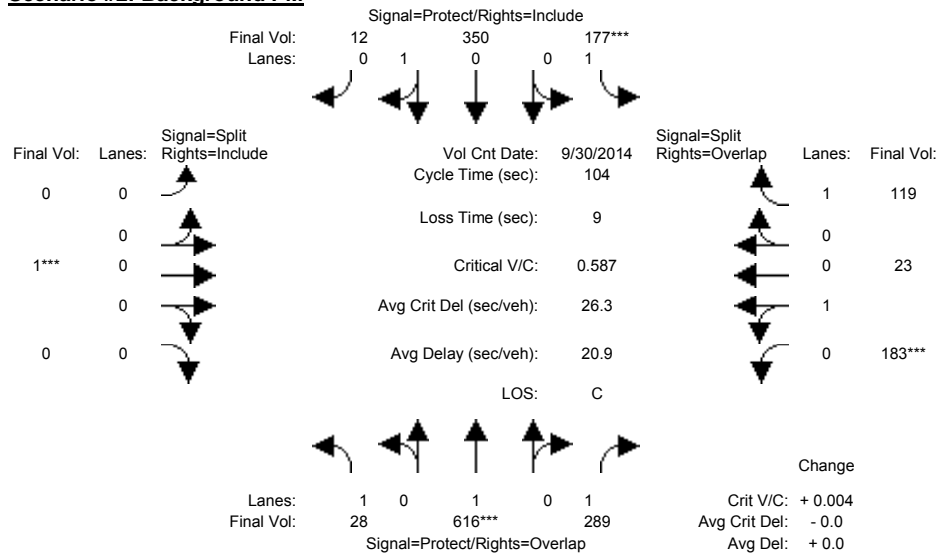 Scenario #2: Background PM
Signal=Protect/Rights=Include
Final Vol: 12 350 177***
Lanes: 0 1 0 0 1
Signal=Split
Final Vol: Lanes: Rights=Include
Vol Cnt Date: 9/30/2014
Signal=Split
Rights=Overlap Lanes: Final Vol:
Cycle Time (sec): 104
0 0
1 119
Loss Time (sec): 9
0
0
1*** 0
Critical V/C: 0.587
0 23
0
Avg Crit Del (sec/veh): 26.3
1
0 0
Avg Delay (sec/veh): 20.9
0 183***
LOS: C
Lanes: 1 0 1 0 1
Final Vol: 28 616*** 289
Signal=Protect/Rights=Overlap
Change
Crit V/C: + 0.004
Avg Crit Del: - 0.0
Avg Del: + 0.0